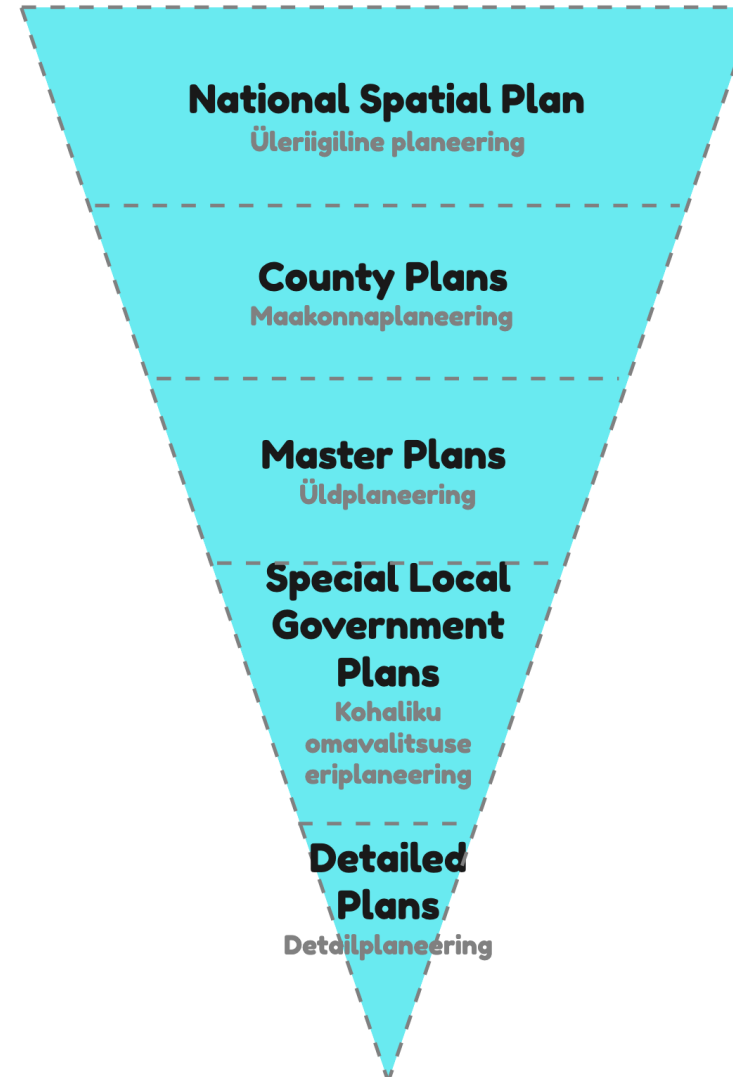 National Spatial Plan
Üleriigiline planeering
County Plans
Maakonnaplaneering
Master Plans
Üldplaneering
Special Local
Government
Plans
Kohaliku
omavalitsuse
eriplaneering
Detailed
Plans
Detailplaneering